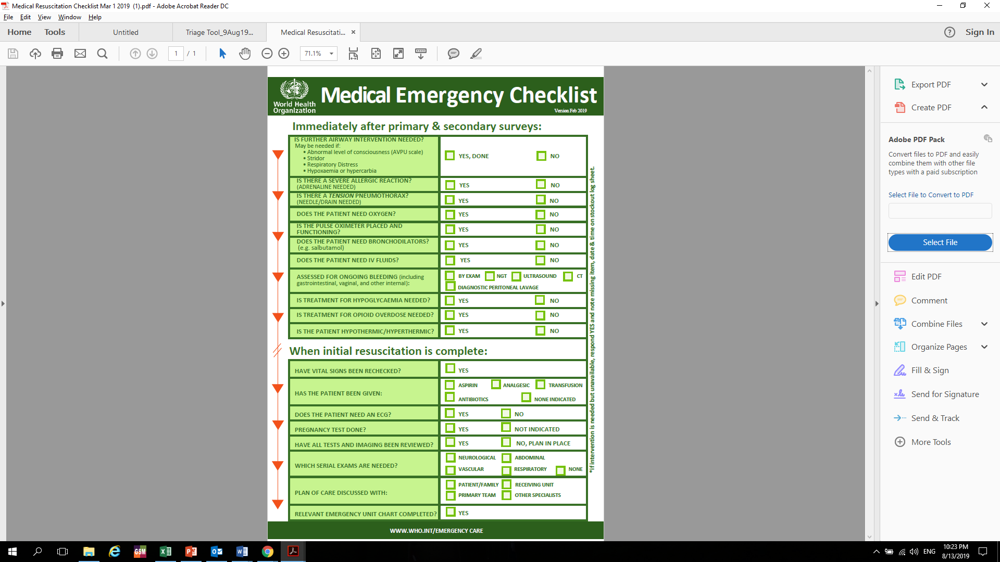 Medical Resuscitation Checklist Mar 1 2019  (1).pdf - Adobe Acrobat Reader DC
File Edit View Window Help
Home Tools Untitled Triage Tool_9Aug19... Medical Resuscitati... ×
Sign In
1 / 1 71.1%
World Health Organization
Medical Emergency Checklist
Version Feb 2019
Immediately after primary & secondary surveys:
IS FURTHER AIRWAY INTERVENTION NEEDED?
May be needed if:
• Abnormal level of consciousness (AVPU scale)
• Stridor
• Respiratory Distress
• Hypoxaemia or hypercarbia
YES, DONE NO
IS THERE A SEVERE ALLERGIC REACTION?
(ADRENALINE NEEDED)
YES NO
IS THERE A TENSION PNEUMOTHORAX?
(NEEDLE/DRAIN NEEDED)
YES NO
DOES THE PATIENT NEED OXYGEN?
YES NO
IS THE PULSE OXIMETER PLACED AND
FUNCTIONING?
YES NO
DOES THE PATIENT NEED BRONCHODILATORS?
(e.g. salbutamol)
YES NO
DOES THE PATIENT NEED IV FLUIDS?
YES NO
ASSESSED FOR ONGOING BLEEDING (including
gastrointestinal, vaginal, and other internal):
BY EXAM NGT ULTRASOUND CT
DIAGNOSTIC PERITONEAL LAVAGE
IS TREATMENT FOR HYPOGLYCAEMIA NEEDED?
YES NO
IS TREATMENT FOR OPIOID OVERDOSE NEEDED?
YES NO
IS THE PATIENT HYPOTHERMIC/HYPERTHERMIC?
YES NO
When initial resuscitation is complete:
HAVE VITAL SIGNS BEEN RECHECKED?
YES
HAS THE PATIENT BEEN GIVEN:
ASPIRIN ANALGESIC TRANSFUSION
ANTIBIOTICS NONE INDICATED
DOES THE PATIENT NEED AN ECG?
YES NO
PREGNANCY TEST DONE?
YES NOT INDICATED
HAVE ALL TESTS AND IMAGING BEEN REVIEWED?
YES NO, PLAN IN PLACE
WHICH SERIAL EXAMS ARE NEEDED?
NEUROLOGICAL ABDOMINAL
VASCULAR RESPIRATORY NONE
PLAN OF CARE DISCUSSED WITH:
PATIENT/FAMILY RECEIVING UNIT
PRIMARY TEAM OTHER SPECIALISTS
RELEVANT EMERGENCY UNIT CHART COMPLETED?
YES
*if intervention is needed but unavailable, respond YES and note missing item, date & time on stockout log sheet.
WWW.WHO.INT/EMERGENCY CARE
Export PDF
Create PDF
Adobe PDF Pack
Convert files to PDF and easily
combine them with other file
types with a paid subscription
Select File to Convert to PDF
Select File
Edit PDF
Comment
Combine Files
Organize Pages
Fill & Sign
Send for Signature
Send & Track
More Tools
GSM
ENG
10:23 PM
8/13/2019